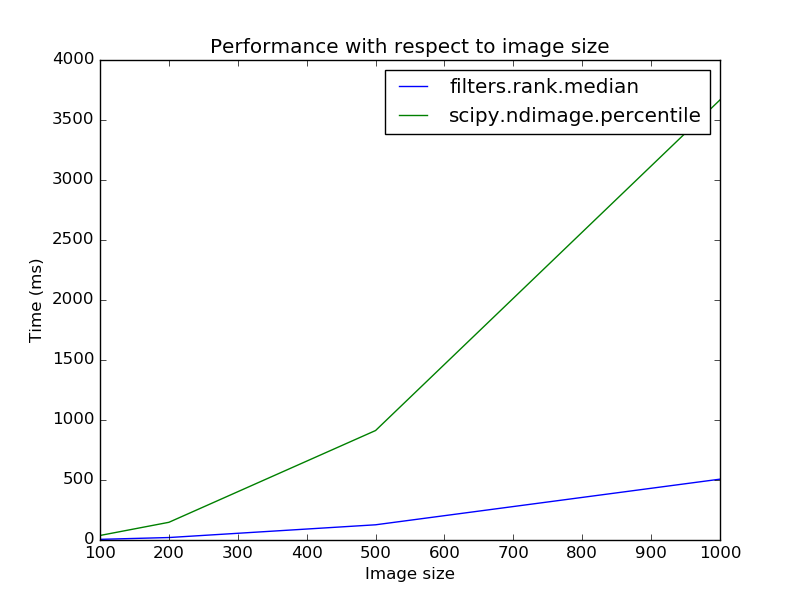 Performance with respect to image size
4000
3500
3000
2500
2000
1500
1000
500
0
Time (ms)
filters.rank.median
scipy.ndimage.percentile
100 200 300 400 500 600 700 800 900 1000
Image size